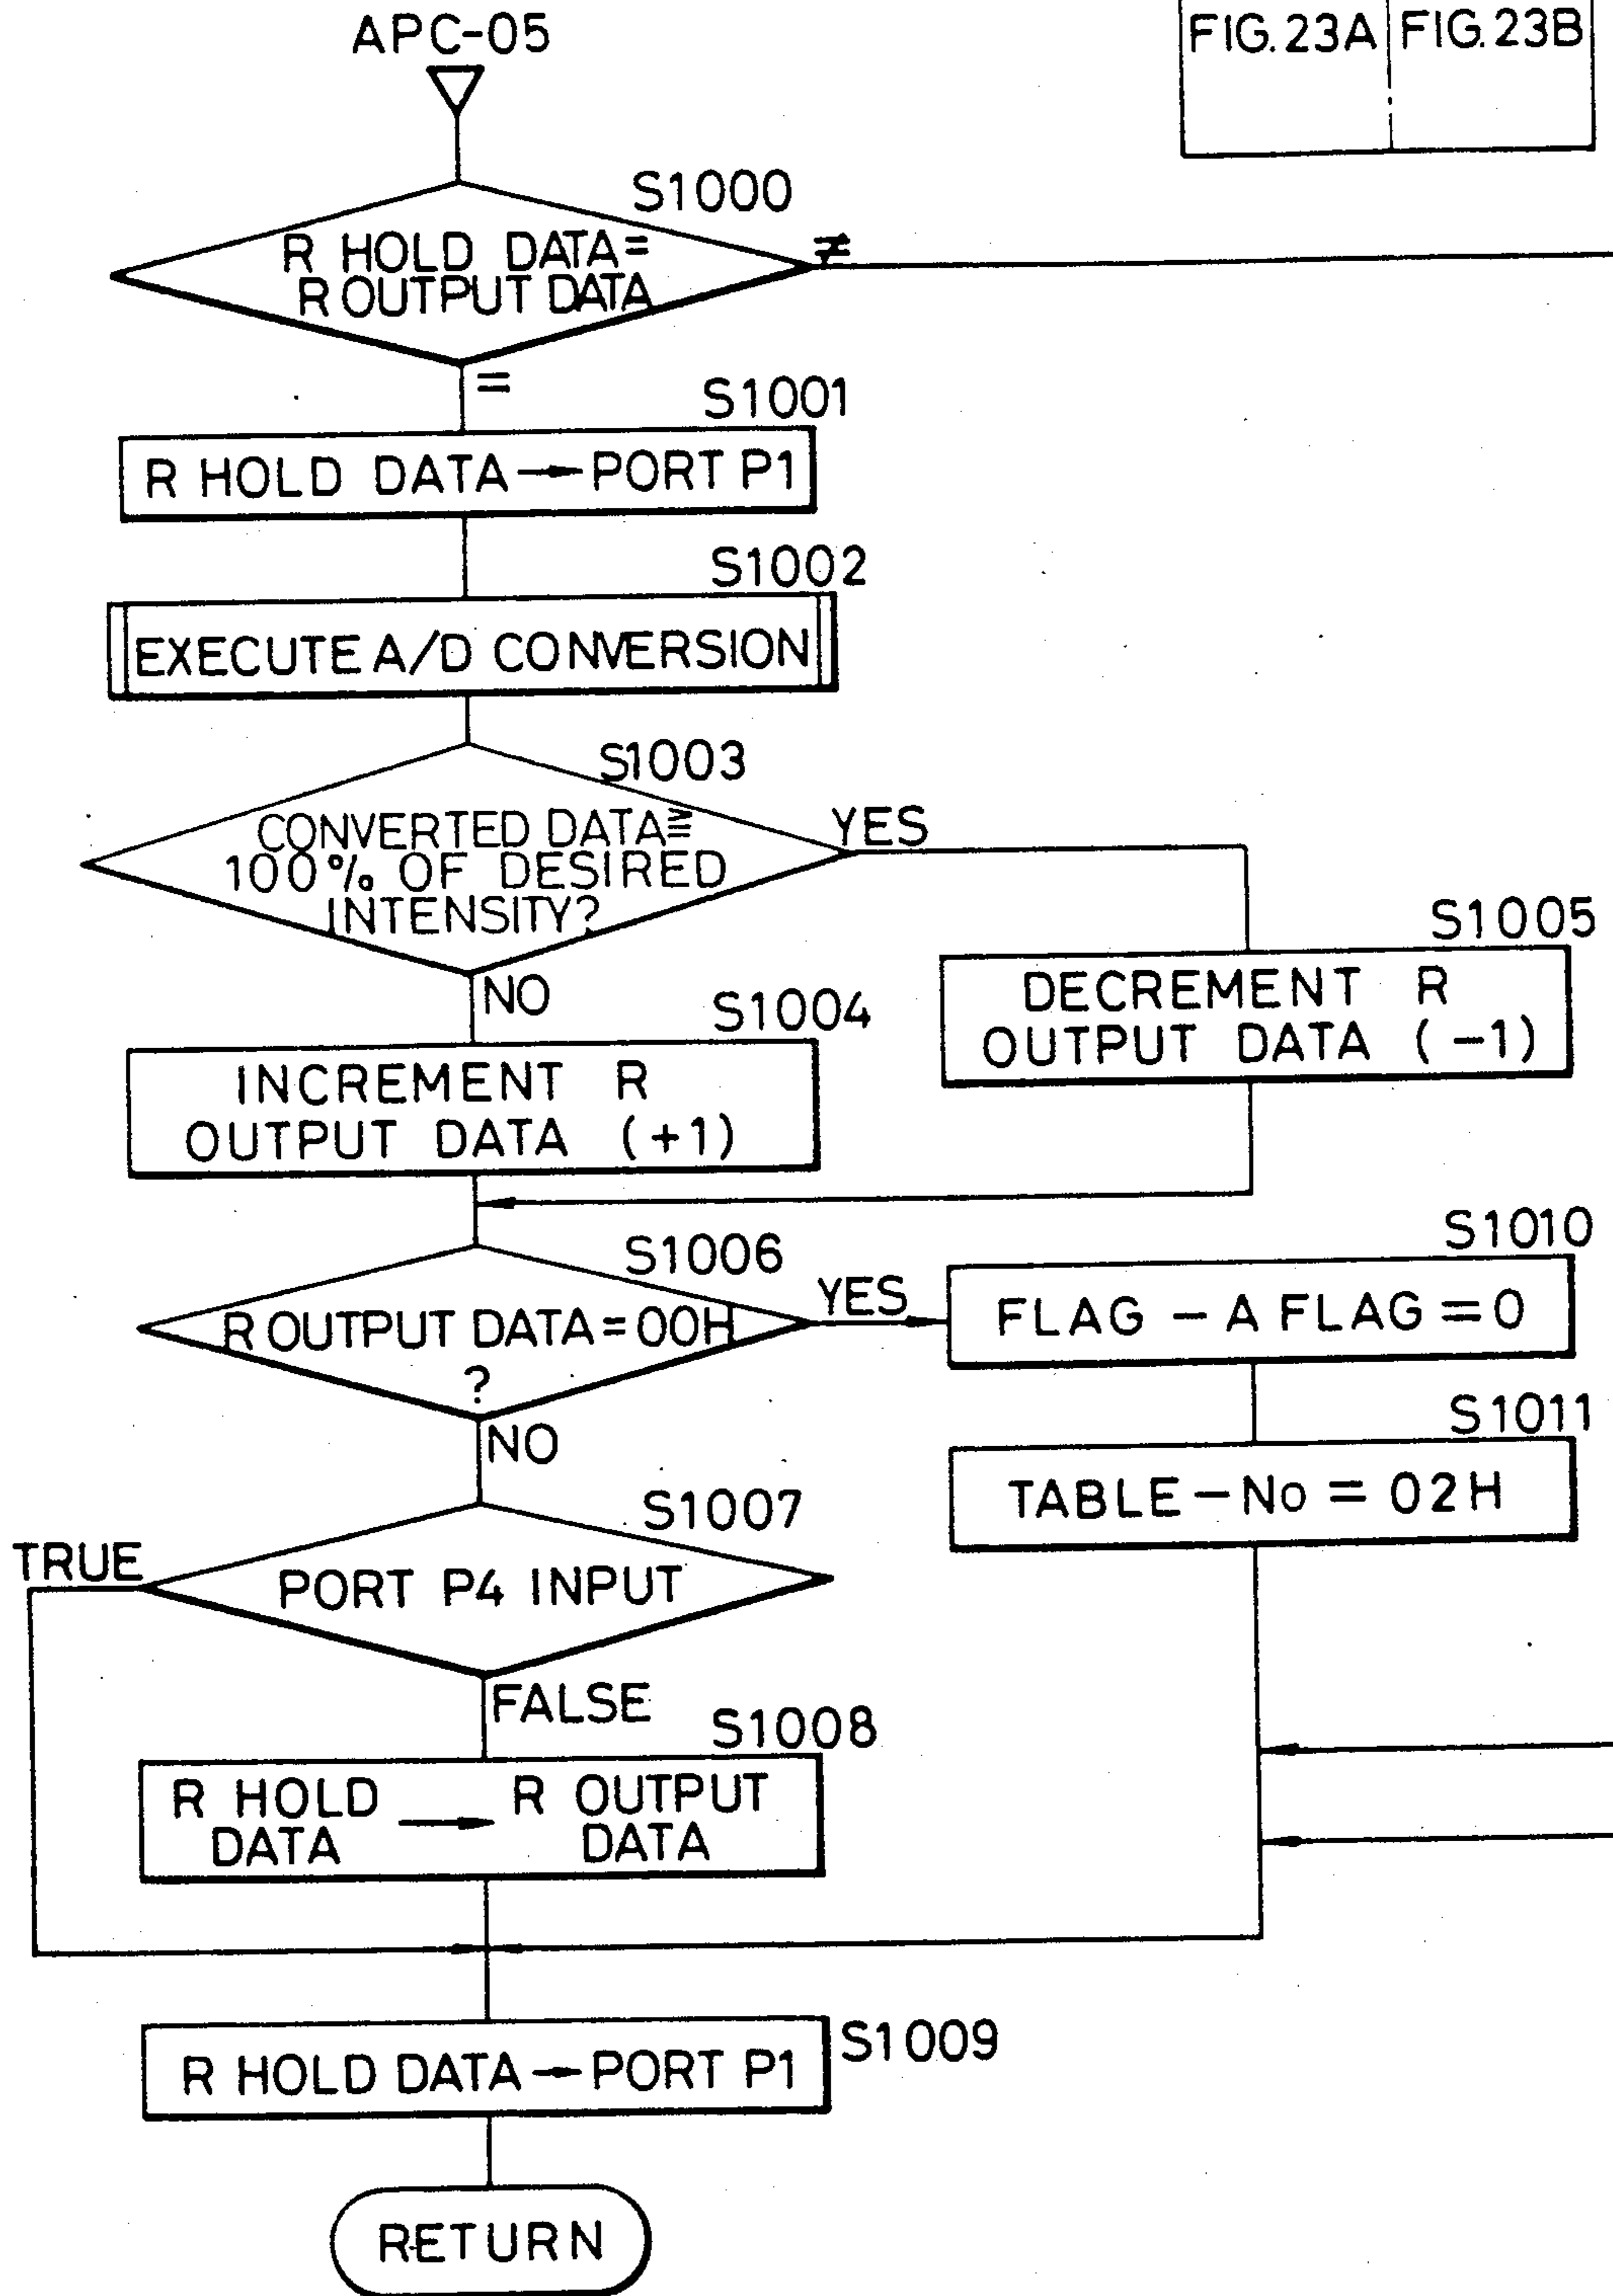 APC-05
FIG.23A FIG.23B
S1000
R HOLD DATA=
R OUTPUT DATA
≠
=
S1001
R HOLD DATA→PORT P1
S1002
EXECUTE A/D CONVERSION
S1003
CONVERTED DATA≧
100% OF DESIRED
INTENSITY?
YES
NO
S1005
DECREMENT R
OUTPUT DATA (-1)
S1004
INCREMENT R
OUTPUT DATA (+1)
S1006
R OUTPUT DATA=00H
?
YES
NO
S1010
FLAG - A FLAG = 0
S1011
TABLE - No = 02H
S1007
TRUE
PORT P4 INPUT
FALSE
S1008
R HOLD → R OUTPUT
DATA DATA
S1009
R HOLD DATA→PORT P1
RETURN